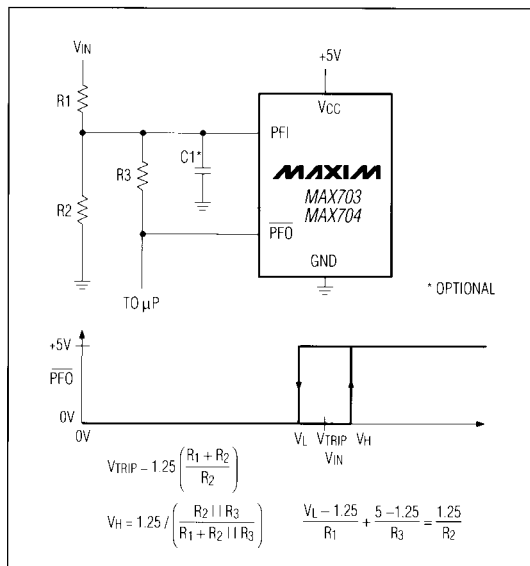 VIN
+5V
R1
VCC
PFI
R3
C1*
MAXIM
R2
MAX703
MAX704
PFO
GND
* OPTIONAL
TO µP
+5V
PFO
0V
0V
VL VTRIP VH
VIN
VTRIP – 1.25 (R1 + R2 / R2)
VH = 1.25 / (R2 || R3 / R1 + R2 || R3) VL – 1.25 / R1 + 5 – 1.25 / R3 = 1.25 / R2